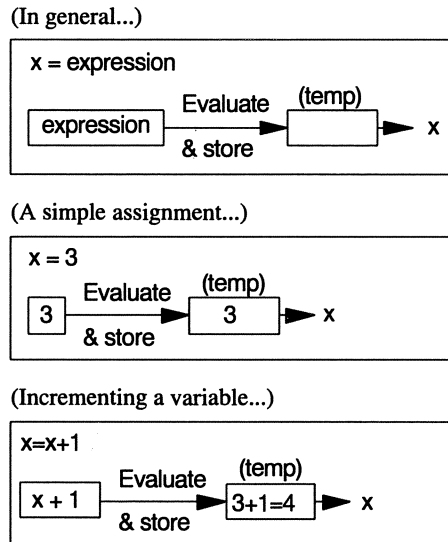 (In general...)
x = expression
expression
Evaluate
& store
(temp)
x
(A simple assignment...)
x = 3
3
Evaluate
& store
(temp)
3
x
(Incrementing a variable...)
x=x+1
x + 1
Evaluate
& store
(temp)
3+1=4
x